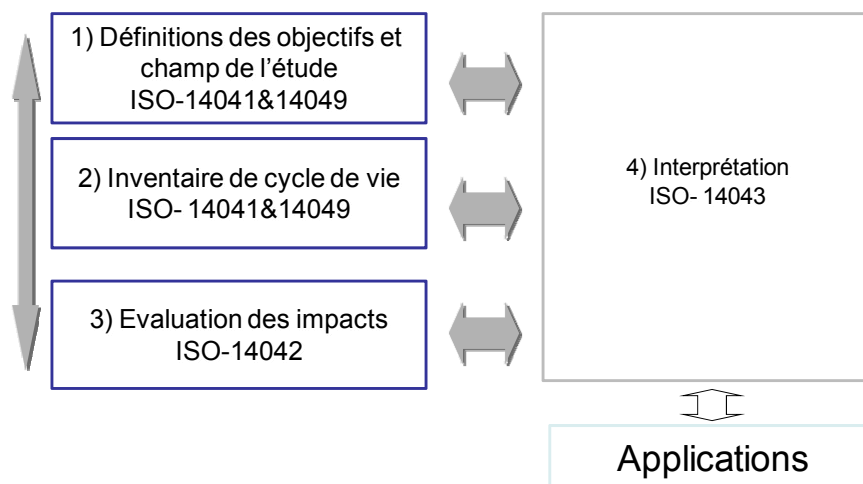 1) Définitions des objectifs et
champ de l'étude
ISO-14041&14049
2) Inventaire de cycle de vie
ISO- 14041&14049
3) Evaluation des impacts
ISO-14042
4) Interprétation
ISO- 14043
Applications